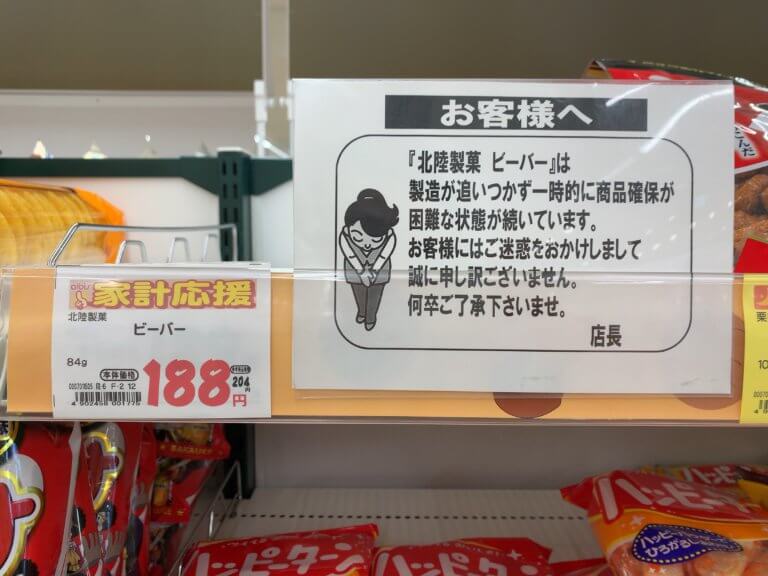 お客様へ
『北陸製菓 ビーバー』は
製造が追いつかず一時的に商品確保が
困難な状態が続いています。
お客様にはご迷惑をおかけしまして
誠に申し訳ございません。
何卒ご了承下さいませ。
店長
albis
家計応援
北陸製菓
ビーバー
84g
本体価格
188
204
円
4 902458 001775
栗
10
ハッピーターン
ハッピーターン
ハッピーターン